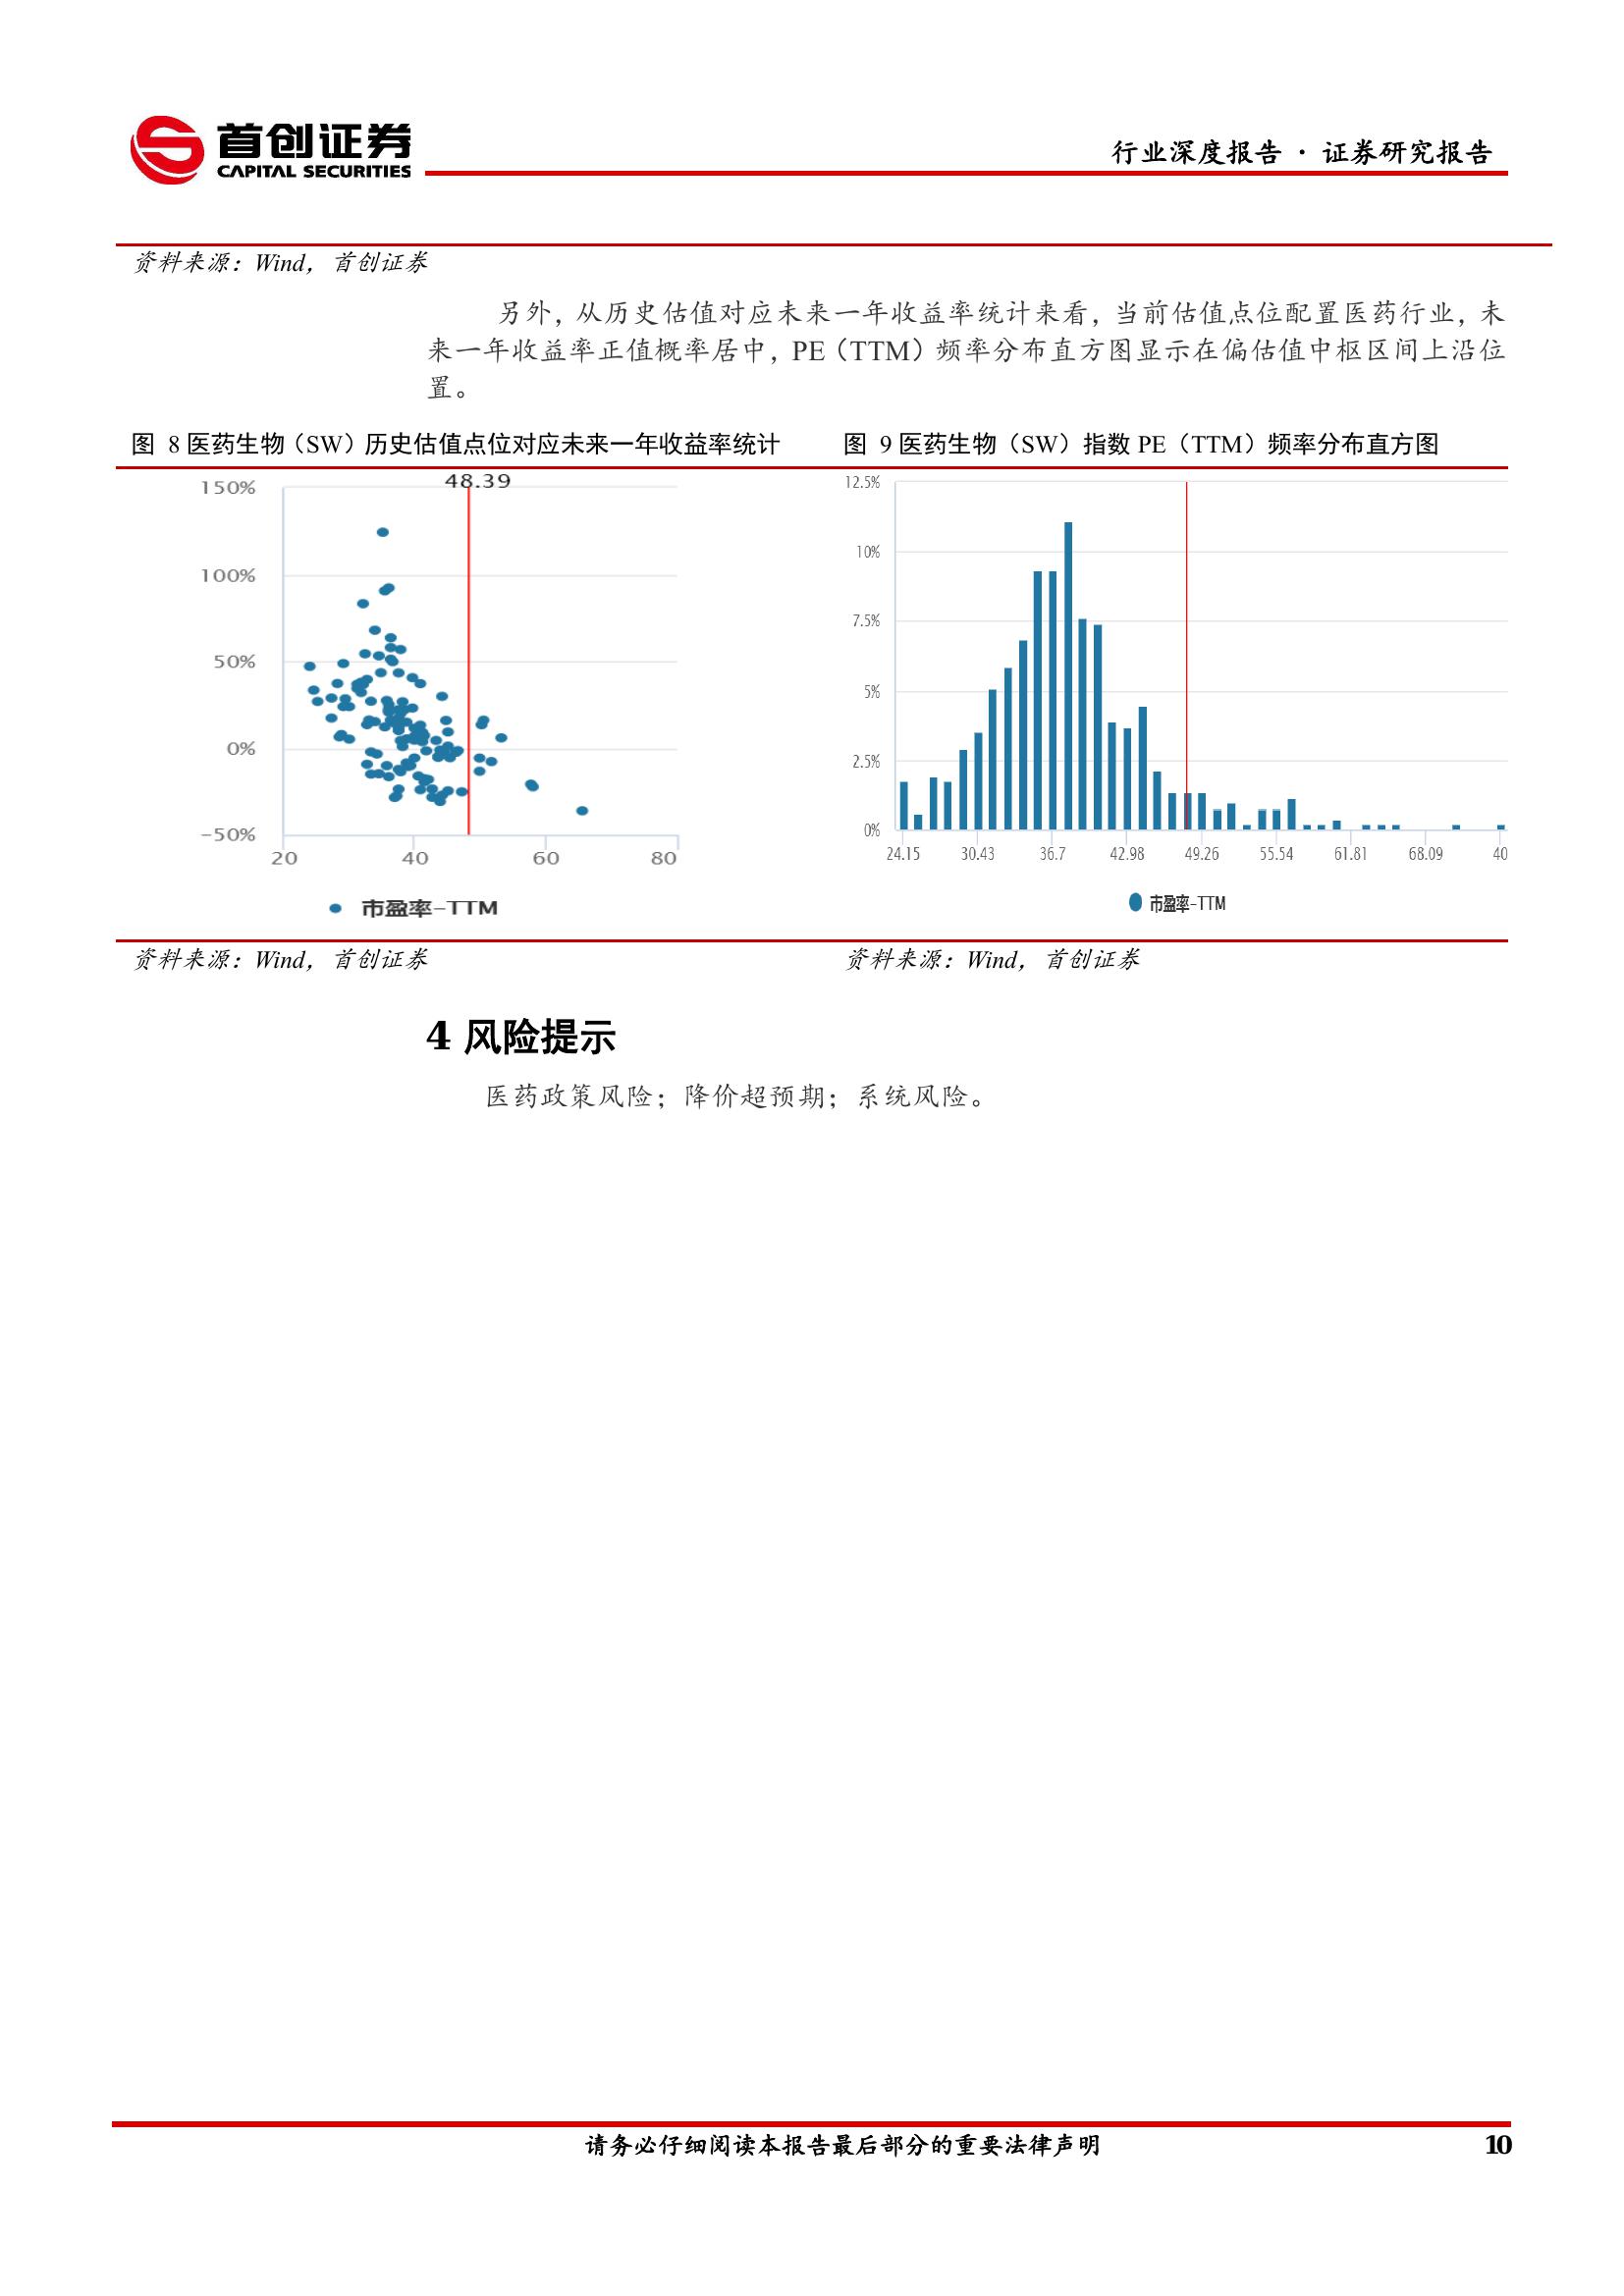 首创证券
CAPITAL SECURITIES
行业深度报告 · 证券研究报告
资料来源：Wind，首创证券
另外，从历史估值对应未来一年收益率统计来看，当前估值点位配置医药行业，未
来一年收益率正值概率居中，PE（TTM）频率分布直方图显示在偏估值中枢区间上沿位
置。
图 8 医药生物（SW）历史估值点位对应未来一年收益率统计
48.39
150%
100%
50%
0%
-50%
20 40 60 80
市盈率-TTM
图 9 医药生物（SW）指数 PE（TTM）频率分布直方图
12.5%
10%
7.5%
5%
2.5%
0%
24.15 30.43 36.7 42.98 49.26 55.54 61.81 68.09 40
市盈率-TTM
资料来源：Wind，首创证券
资料来源：Wind，首创证券
4 风险提示
医药政策风险；降价超预期；系统风险。
请务必仔细阅读本报告最后部分的重要法律声明
10